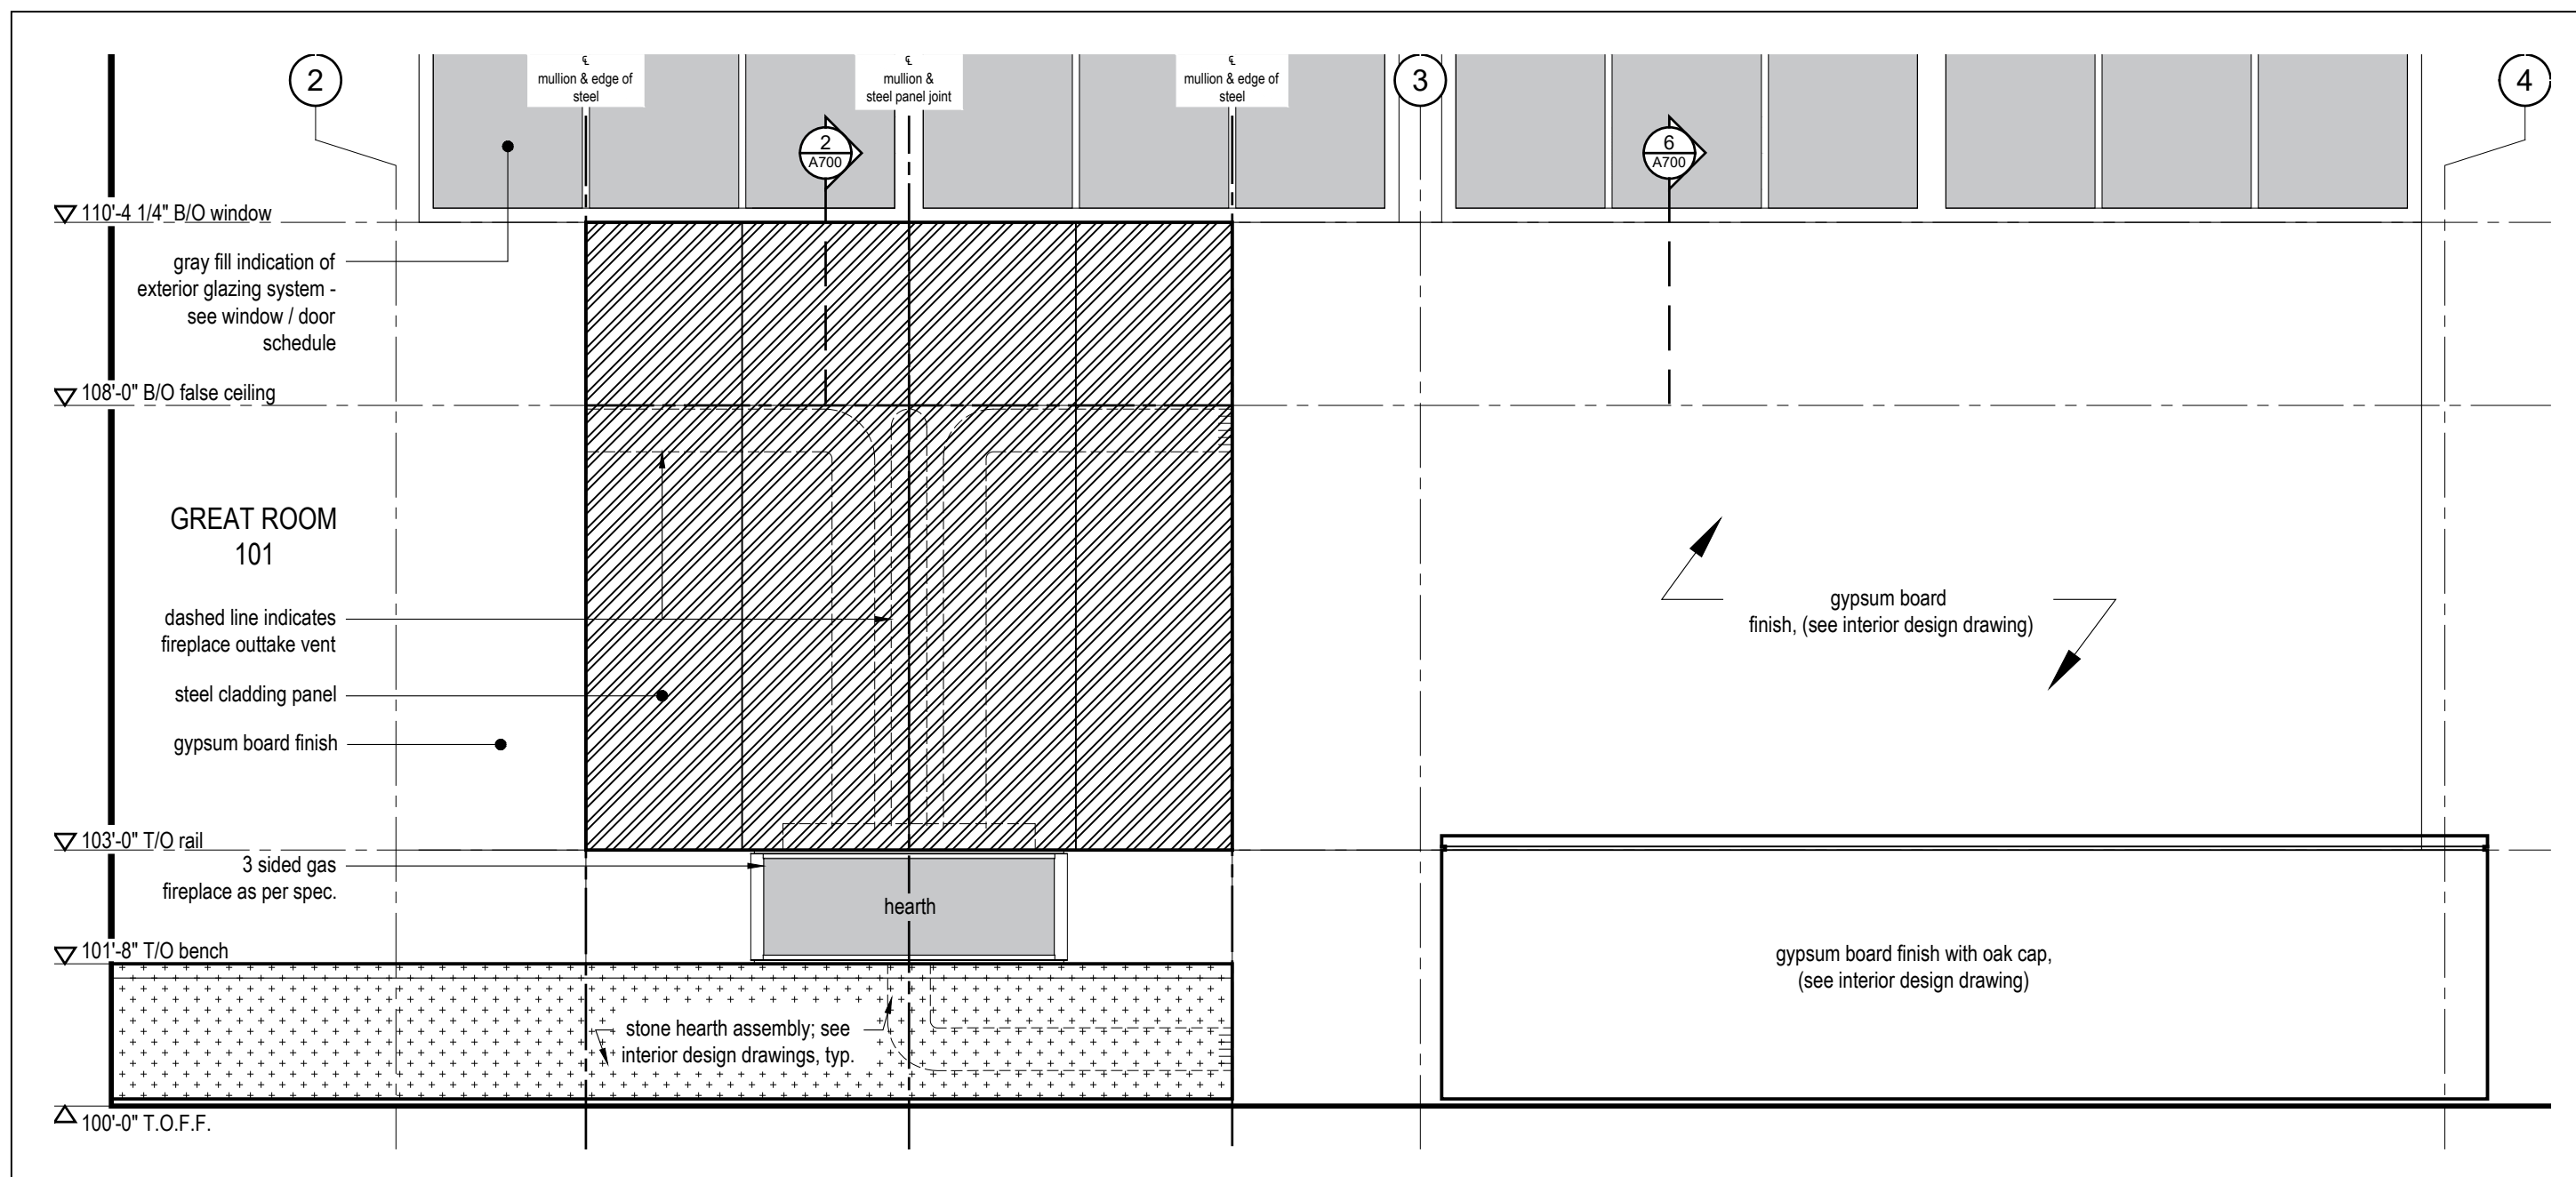 2
℄
mullion & edge of
steel
℄
mullion &
steel panel joint
℄
mullion & edge of
steel
3
4
2
A700
6
A700
110'-4 1/4" B/O window
gray fill indication of
exterior glazing system -
see window / door
schedule
108'-0" B/O false ceiling
GREAT ROOM
101
dashed line indicates
fireplace outtake vent
steel cladding panel
gypsum board finish
gypsum board
finish, (see interior design drawing)
103'-0" T/O rail
3 sided gas
fireplace as per spec.
hearth
101'-8" T/O bench
gypsum board finish with oak cap,
(see interior design drawing)
stone hearth assembly; see
interior design drawings, typ.
100'-0" T.O.F.F.